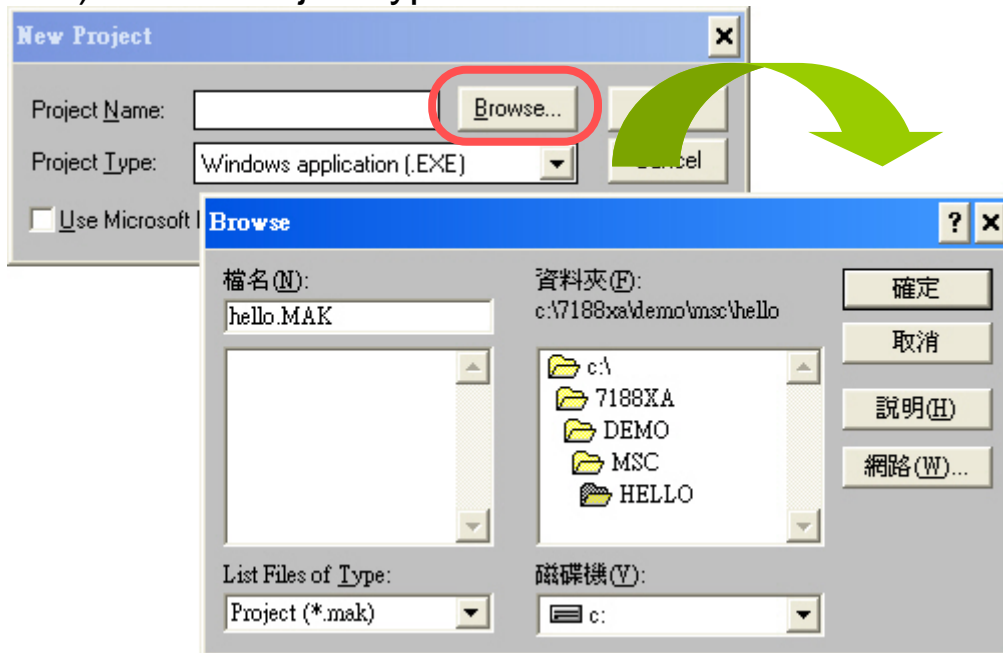 New Project
Project Name:
Browse...
Project Type:
Windows application (.EXE)
Use Microsoft
Browse
檔名(N):
hello.MAK
資料夾(F):
c:\7188xa\demo\msc\hello
c:\
7188XA
DEMO
MSC
HELLO
確定
取消
說明(H)
網路(W)...
List Files of Type:
Project (*.mak)
磁碟機(V):
c: